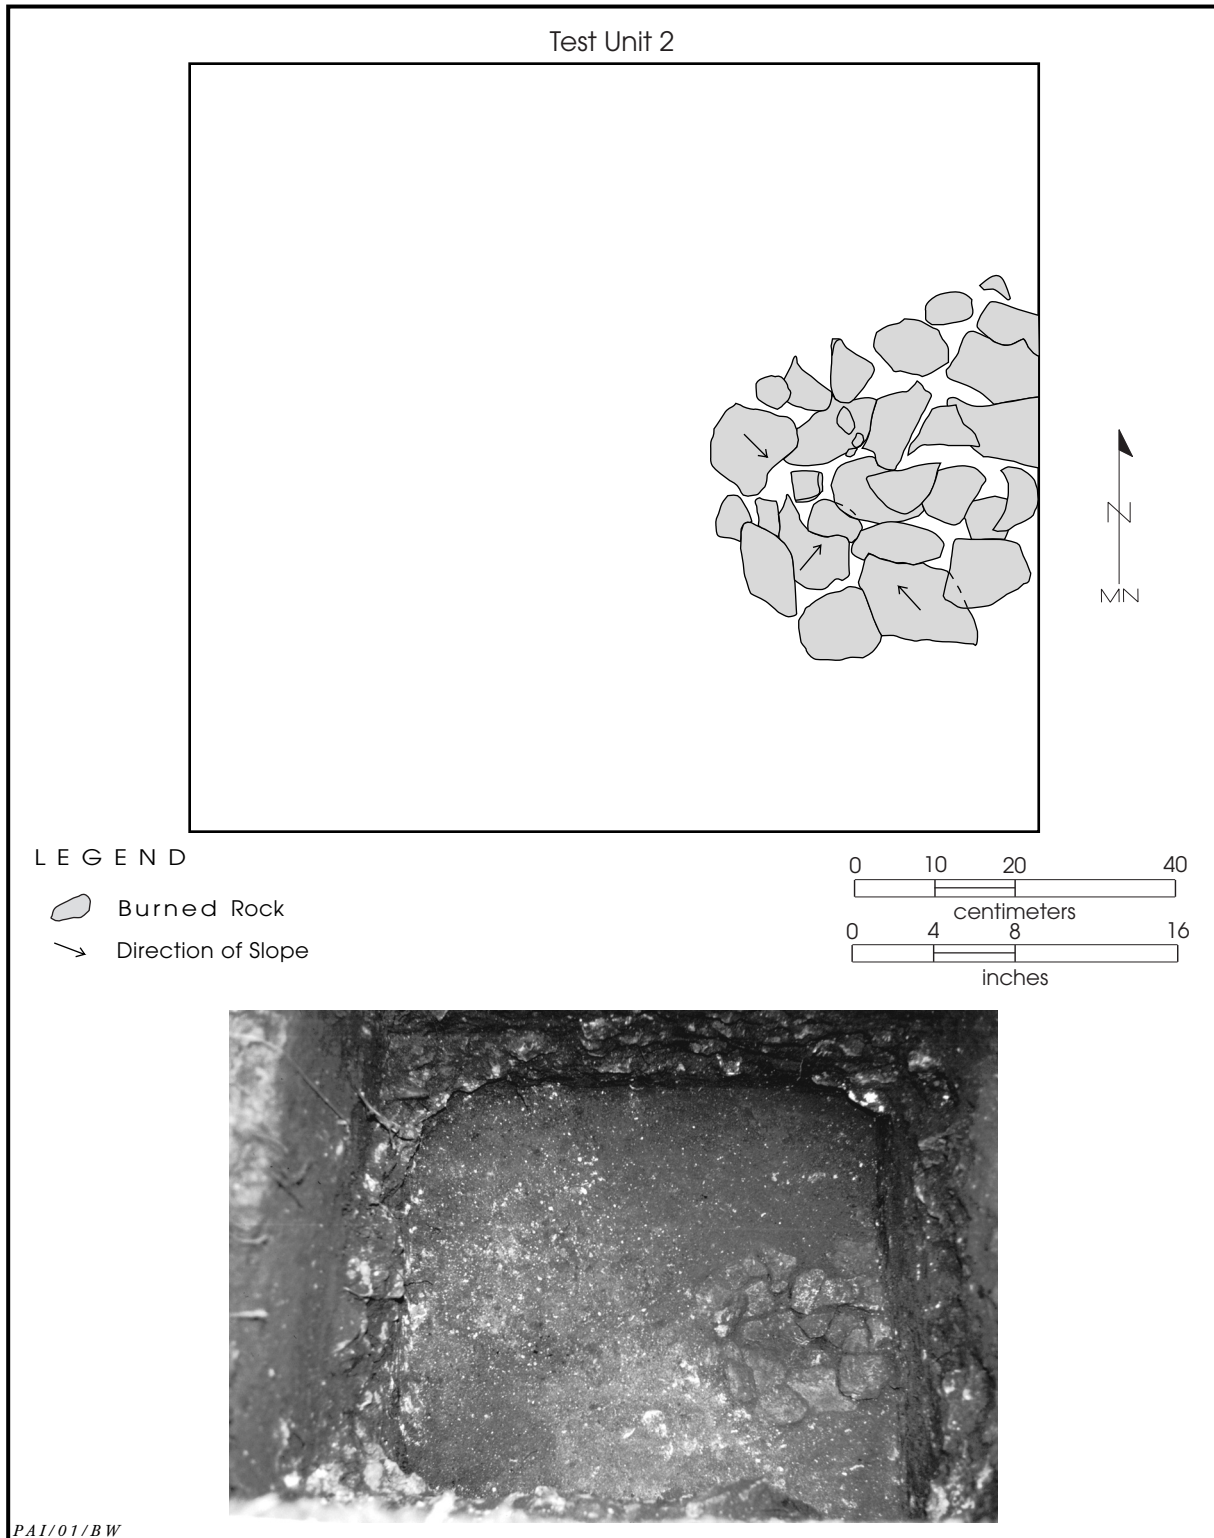 Test Unit 2
N
MN
L E G E N D
Burned Rock
Direction of Slope
0 10 20 40
centimeters
0 4 8 16
inches
PAI/01/BW